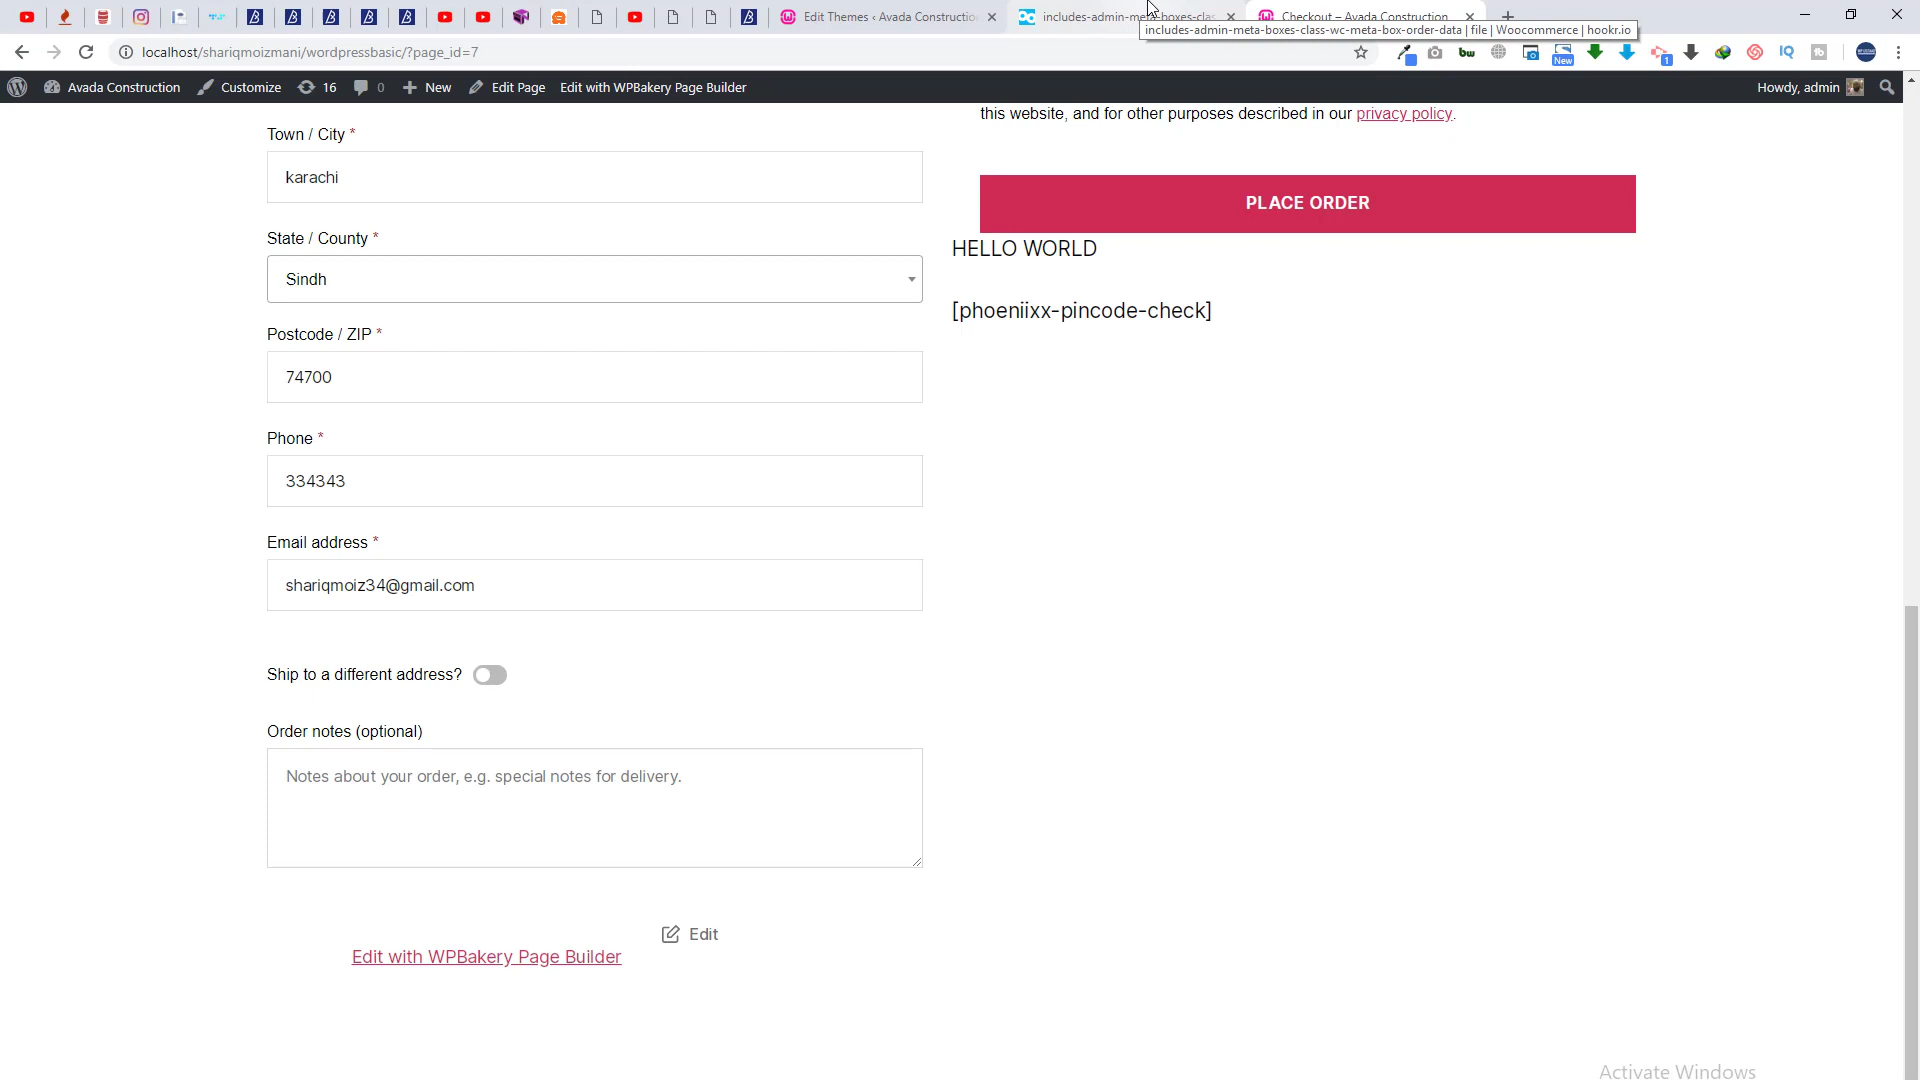 Edit Themes ‹ Avada Constructio
includes-admin-meta-boxes-clas
Checkout – Avada Construction
includes-admin-meta-boxes-class-wc-meta-box-order-data | file | Woocommerce | hookr.io
localhost/shariqmoizmani/wordpressbasic/?page_id=7
bw
New
1
IQ
Avada Construction
Customize
16
0
New
Edit Page
Edit with WPBakery Page Builder
Howdy, admin
this website, and for other purposes described in our privacy policy.
Town / City *
karachi
PLACE ORDER
State / County *
HELLO WORLD
Sindh
[phoeniixx-pincode-check]
Postcode / ZIP *
74700
Phone *
334343
Email address *
shariqmoiz34@gmail.com
Ship to a different address?
Order notes (optional)
Notes about your order, e.g. special notes for delivery.
Edit
Edit with WPBakery Page Builder
Activate Windows